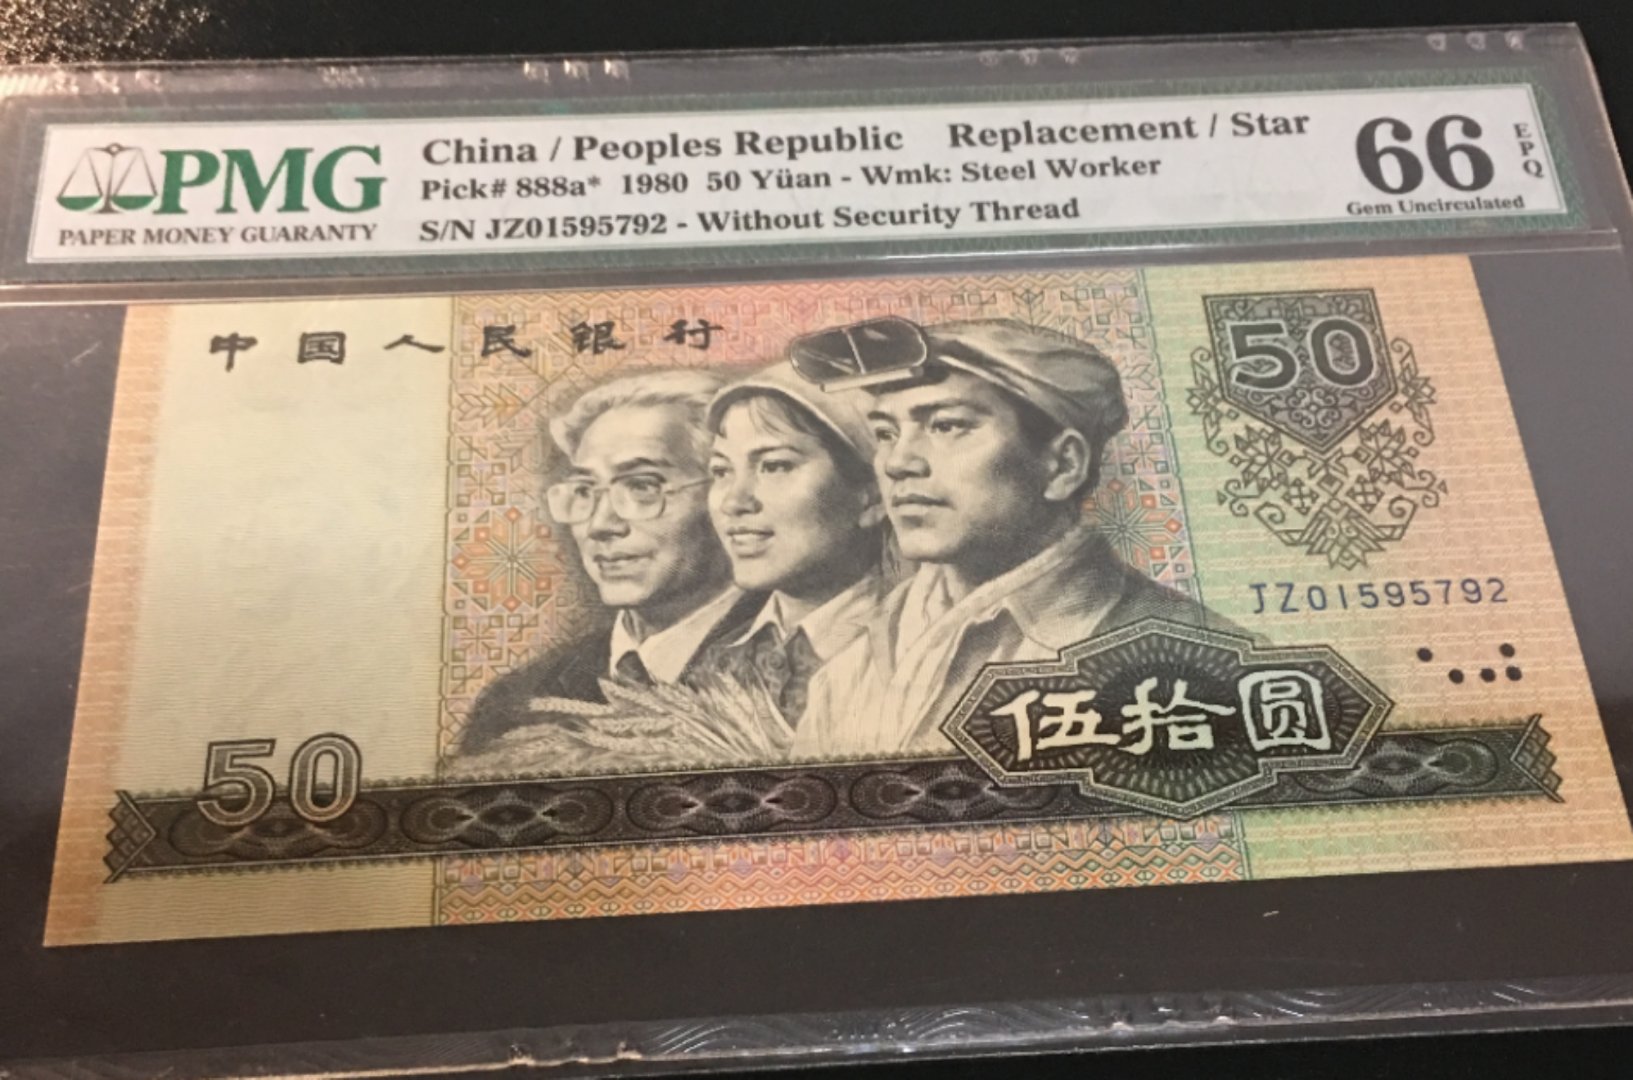 PMG
PAPER MONEY GUARANTY
China / Peoples Republic Replacement / Star
Pick# 888a* 1980 50 Yüan - Wmk: Steel Worker
S/N JZ01595792 - Without Security Thread
66
EPQ
Gem Uncirculated
中国人民银行
50
JZ01595792
伍拾圆
50